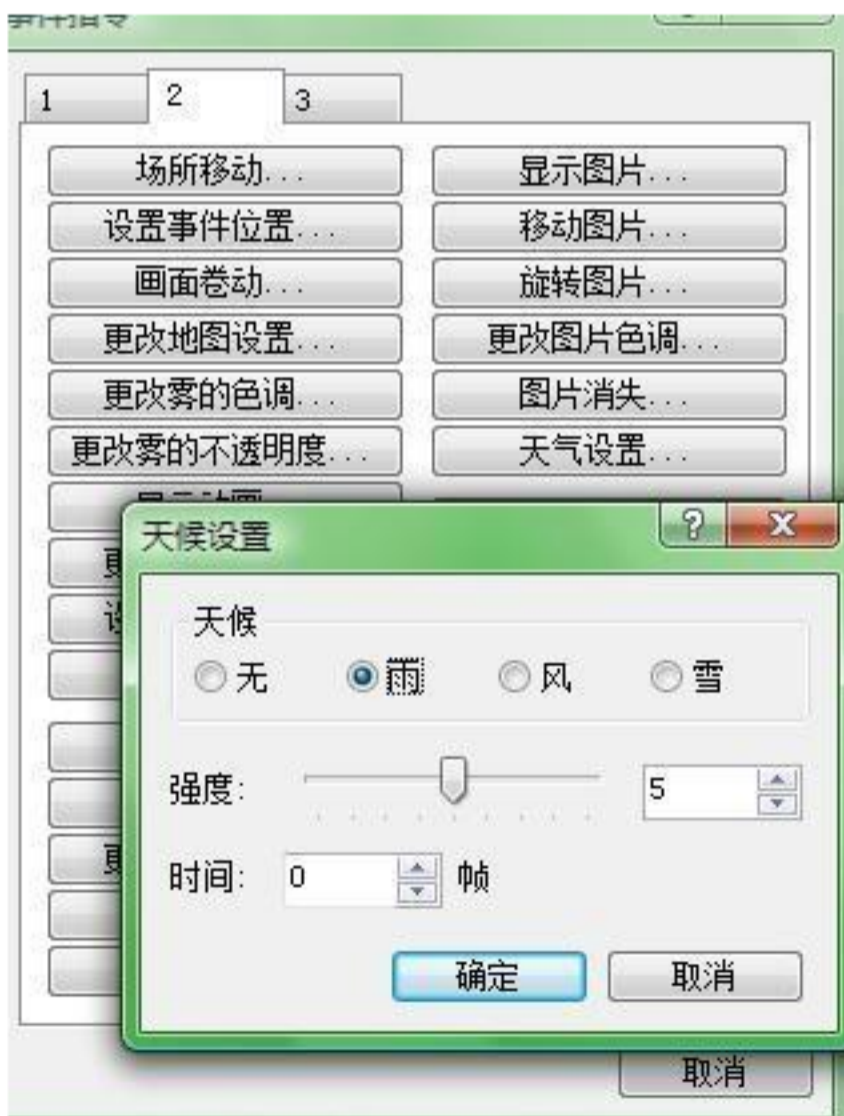 事件指令
1
2
3
场所移动...
显示图片...
设置事件位置...
移动图片...
画面卷动...
旋转图片...
更改地图设置...
更改图片色调...
更改雾的色调...
图片消失...
更改雾的不透明度...
天气设置...
天候设置
天候
无
雨
风
雪
强度:
5
时间:
0
帧
确定
取消
取消